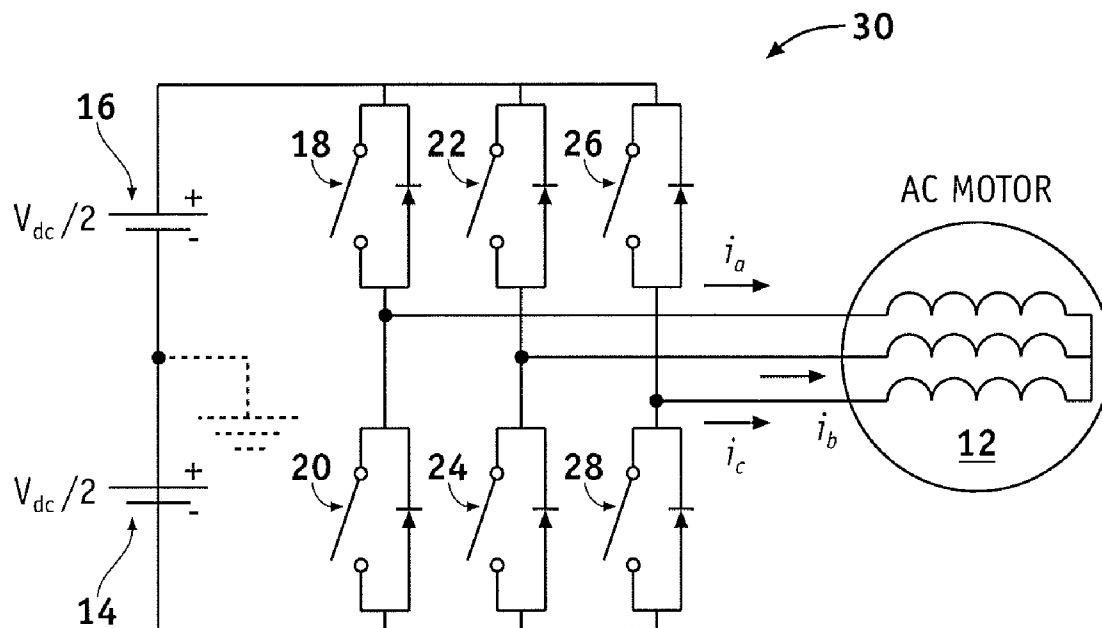 30
16
18
22
26
+
V_dc/2
-
AC MOTOR
i_a
i_b
i_c
12
20
24
28
+
V_dc/2
-
14